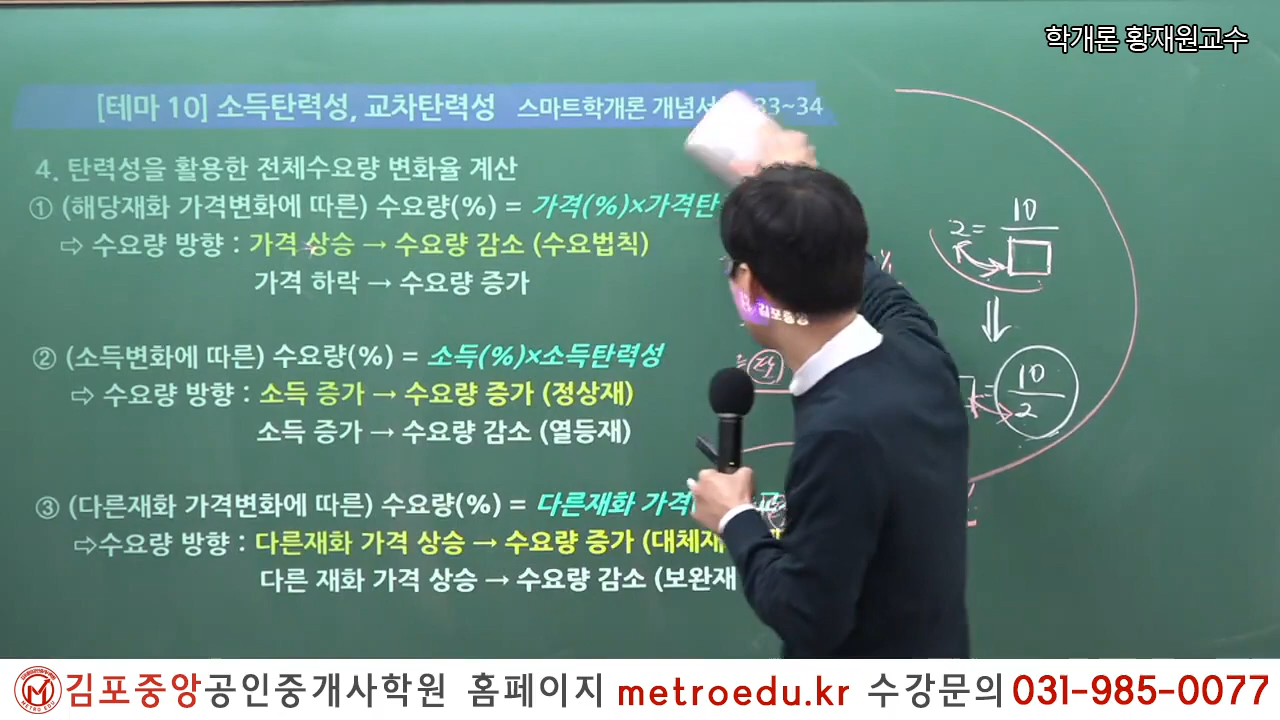 학개론 황재원교수
[테마 10] 소득탄력성, 교차탄력성 스마트학개론 개념서 33~34
4. 탄력성을 활용한 전체수요량 변화율 계산
① (해당재화 가격변화에 따른) 수요량(%) = 가격(%)×가격탄
⇨ 수요량 방향 : 가격 상승 → 수요량 감소 (수요법칙)
가격 하락 → 수요량 증가
② (소득변화에 따른) 수요량(%) = 소득(%)×소득탄력성
⇨ 수요량 방향 : 소득 증가 → 수요량 증가 (정상재)
소득 증가 → 수요량 감소 (열등재)
③ (다른재화 가격변화에 따른) 수요량(%) = 다른재화 가격
⇨수요량 방향 : 다른재화 가격 상승 → 수요량 증가 (대체재
다른 재화 가격 상승 → 수요량 감소 (보완재
2 = 10
= 10
2
김포중앙
김포중앙공인중개사학원 홈페이지 metroedu.kr 수강문의 031-985-0077